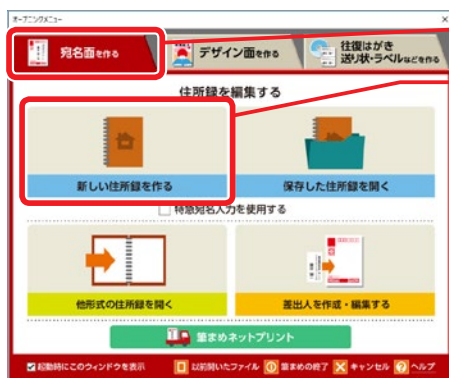 オープニングメニュー
宛名面を作る
デザイン面を作る
往復はがき
送り状・ラベルなどを作る
住所録を編集する
新しい住所録を作る
保存した住所録を開く
特急宛名入力を使用する
他形式の住所録を開く
差出人を作成・編集する
筆まめネットプリント
起動時にこのウィンドウを表示
以前開いたファイル
筆まめの終了
キャンセル
ヘルプ